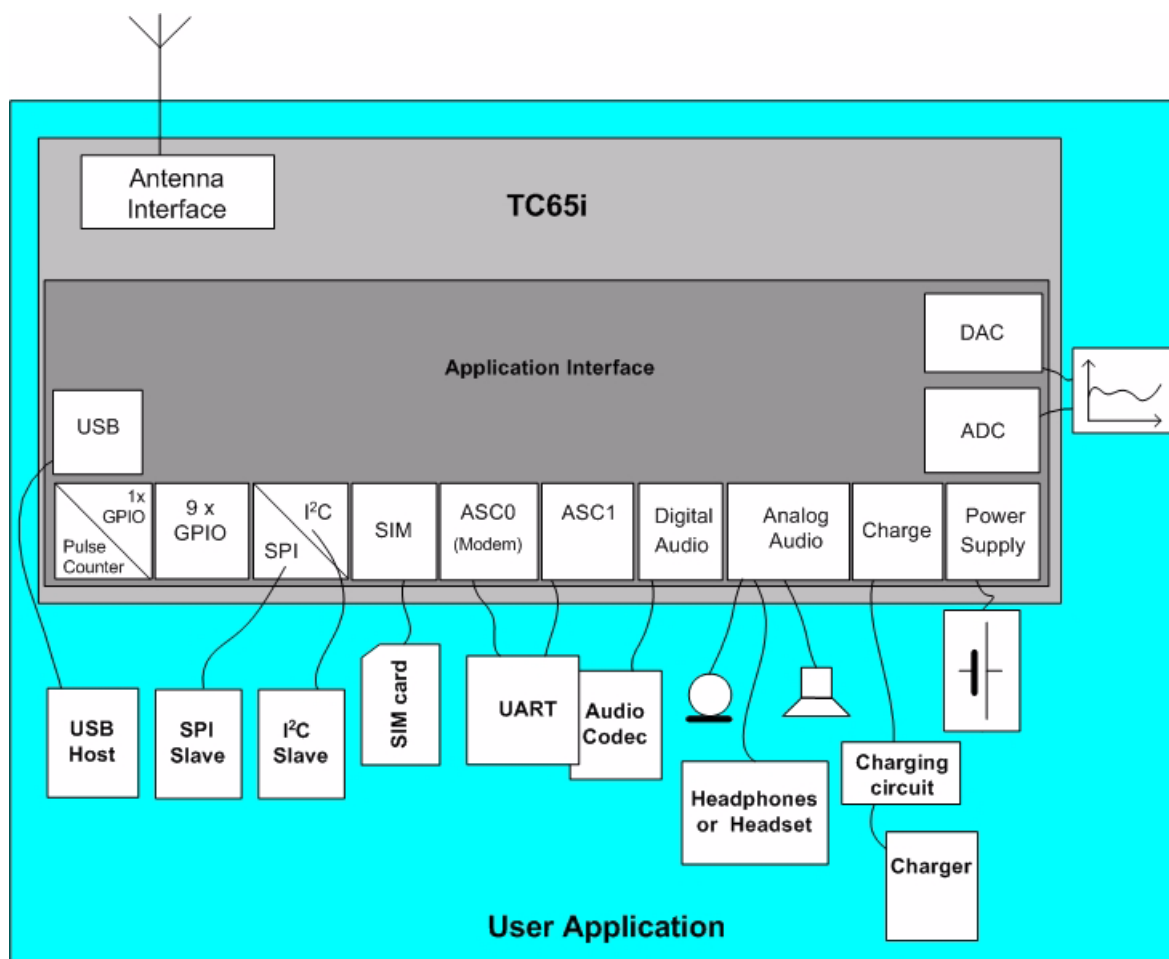 Antenna
Interface
TC65i
DAC
Application Interface
ADC
USB
1x
GPIO
Pulse
Counter
9 x
GPIO
I²C
SPI
SIM
ASC0
(Modem)
ASC1
Digital
Audio
Analog
Audio
Charge
Power
Supply
USB
Host
SPI
Slave
I²C
Slave
SIM card
UART
Audio
Codec
Headphones
or Headset
Charging
circuit
Charger
User Application